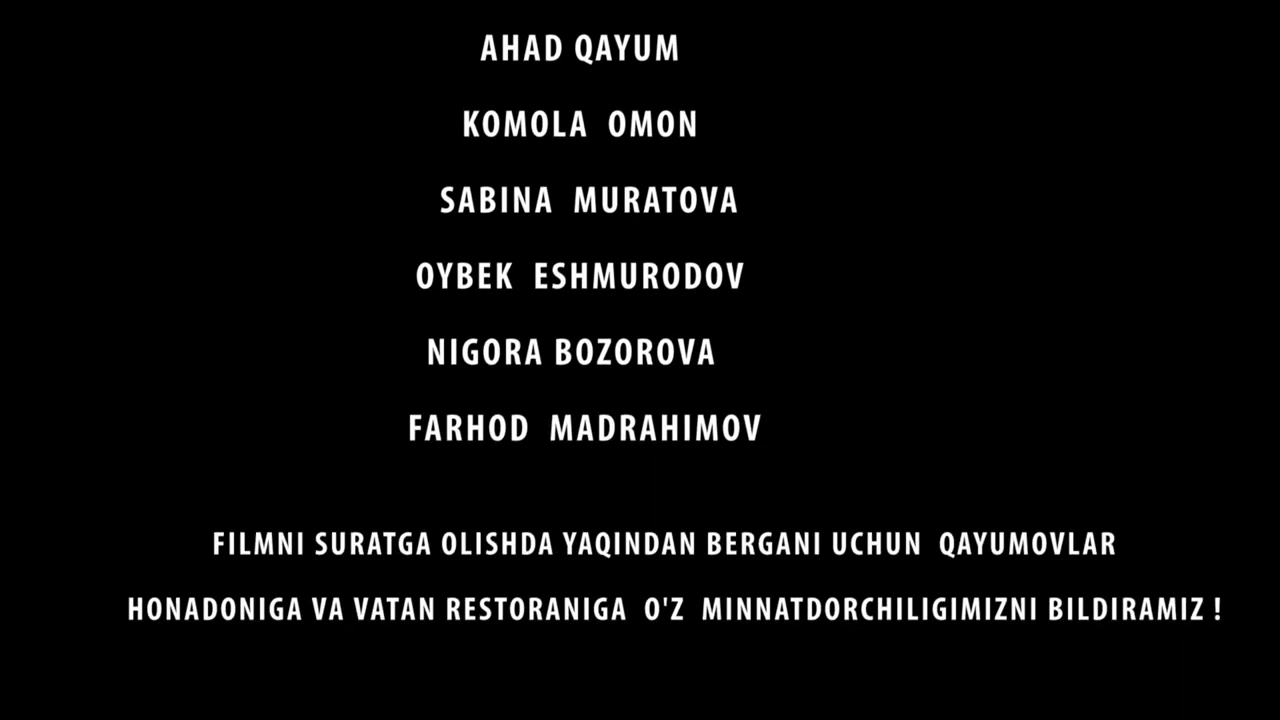 AHAD QAYUM
KOMOLA OMON
SABINA MURATOVA
OYBEK ESHMURODOV
NIGORA BOZOROVA
FARHOD MADRAHIMOV
FILMNI SURATGA OLISHDA YAQINDAN BERGANI UCHUN QAYUMOVLAR
HONADONIGA VA VATAN RESTORANIGA O'Z MINNATDORCHILIGIMIZNI BILDIRAMIZ !